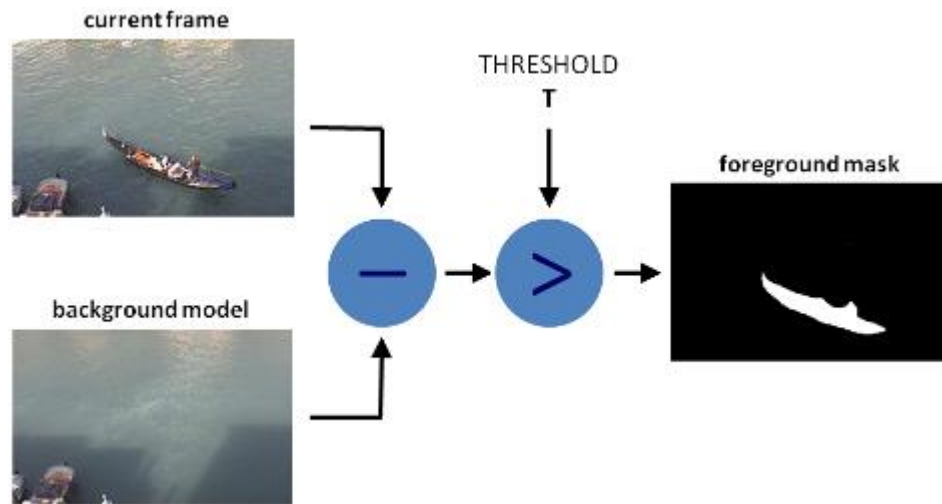 current frame
THRESHOLD
T
foreground mask
−
>
background model